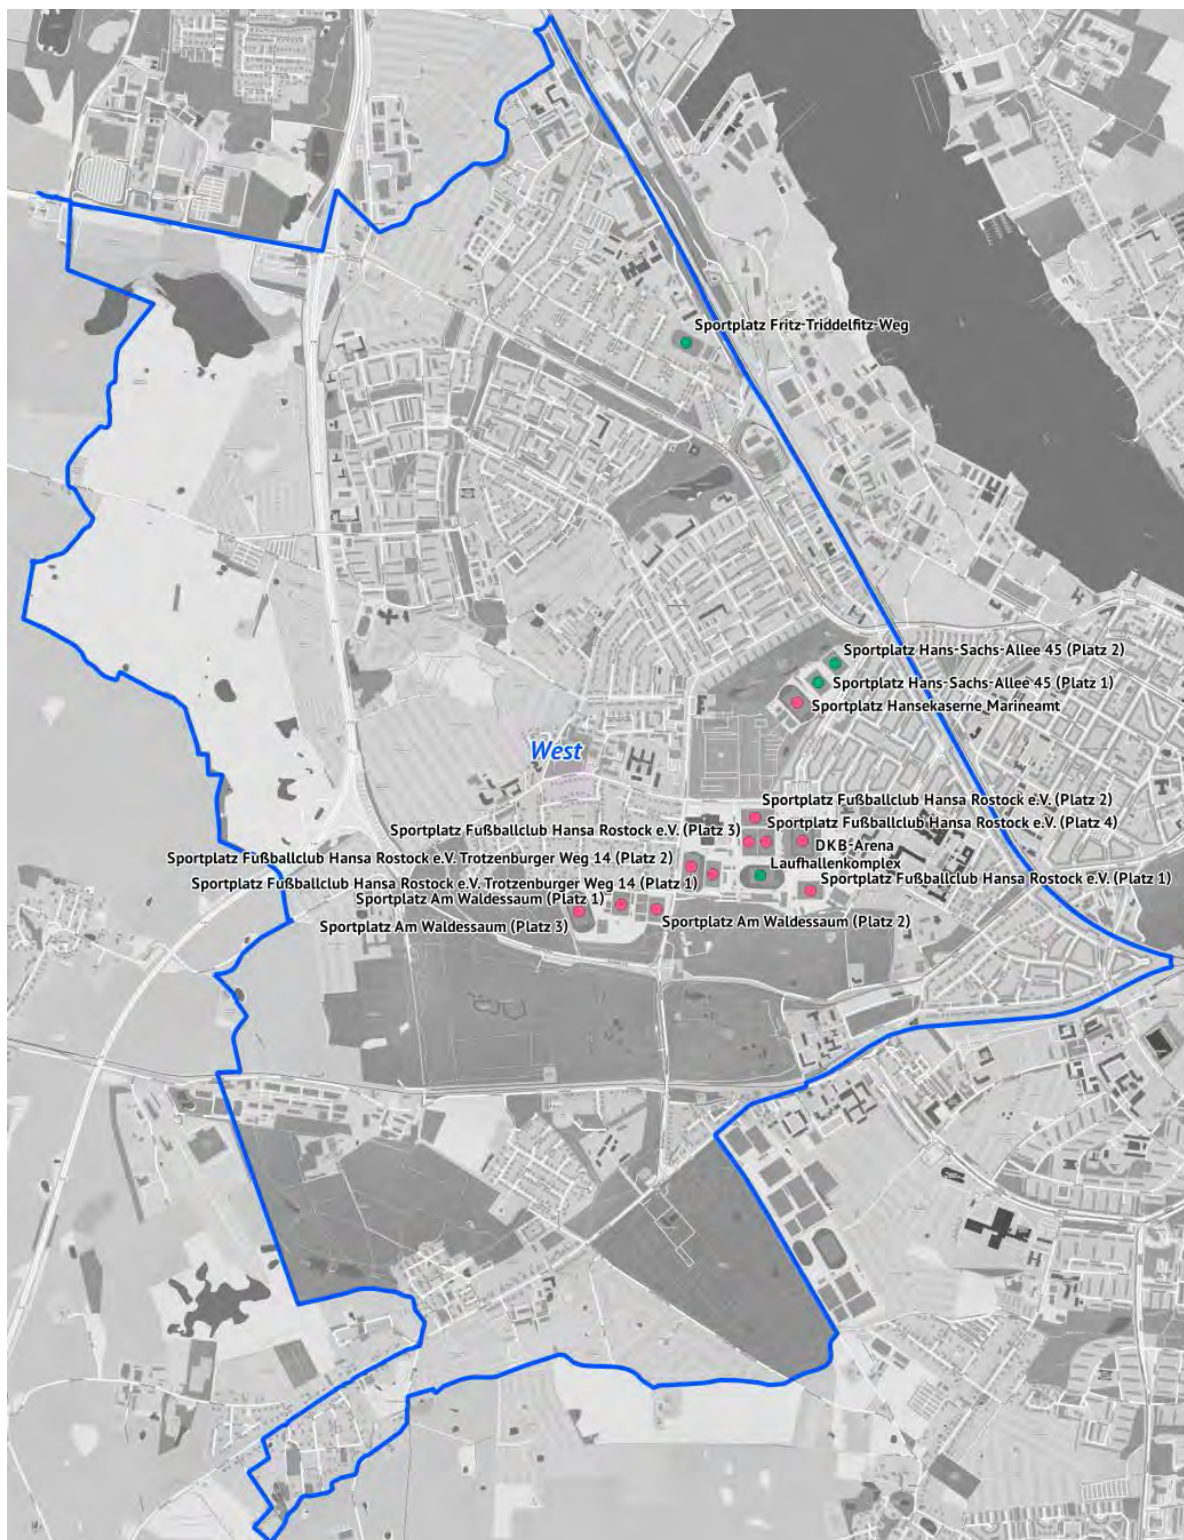 Sportplatz Fritz-Triddelfitz-Weg
Sportplatz Hans-Sachs-Allee 45 (Platz 2)
Sportplatz Hans-Sachs-Allee 45 (Platz 1)
Sportplatz Hansekaserne Marineamt
West
Sportplatz Fußballclub Hansa Rostock e.V. (Platz 2)
Sportplatz Fußballclub Hansa Rostock e.V. (Platz 4)
Sportplatz Fußballclub Hansa Rostock e.V. (Platz 3)
DKB-Arena
Sportplatz Fußballclub Hansa Rostock e.V. Trotzenburger Weg 14 (Platz 2)
Laufhallenkomplex
Sportplatz Fußballclub Hansa Rostock e.V. (Platz 1)
Sportplatz Fußballclub Hansa Rostock e.V. Trotzenburger Weg 14 (Platz 1)
Sportplatz Am Waldessaum (Platz 1)
Sportplatz Am Waldessaum (Platz 2)
Sportplatz Am Waldessaum (Platz 3)